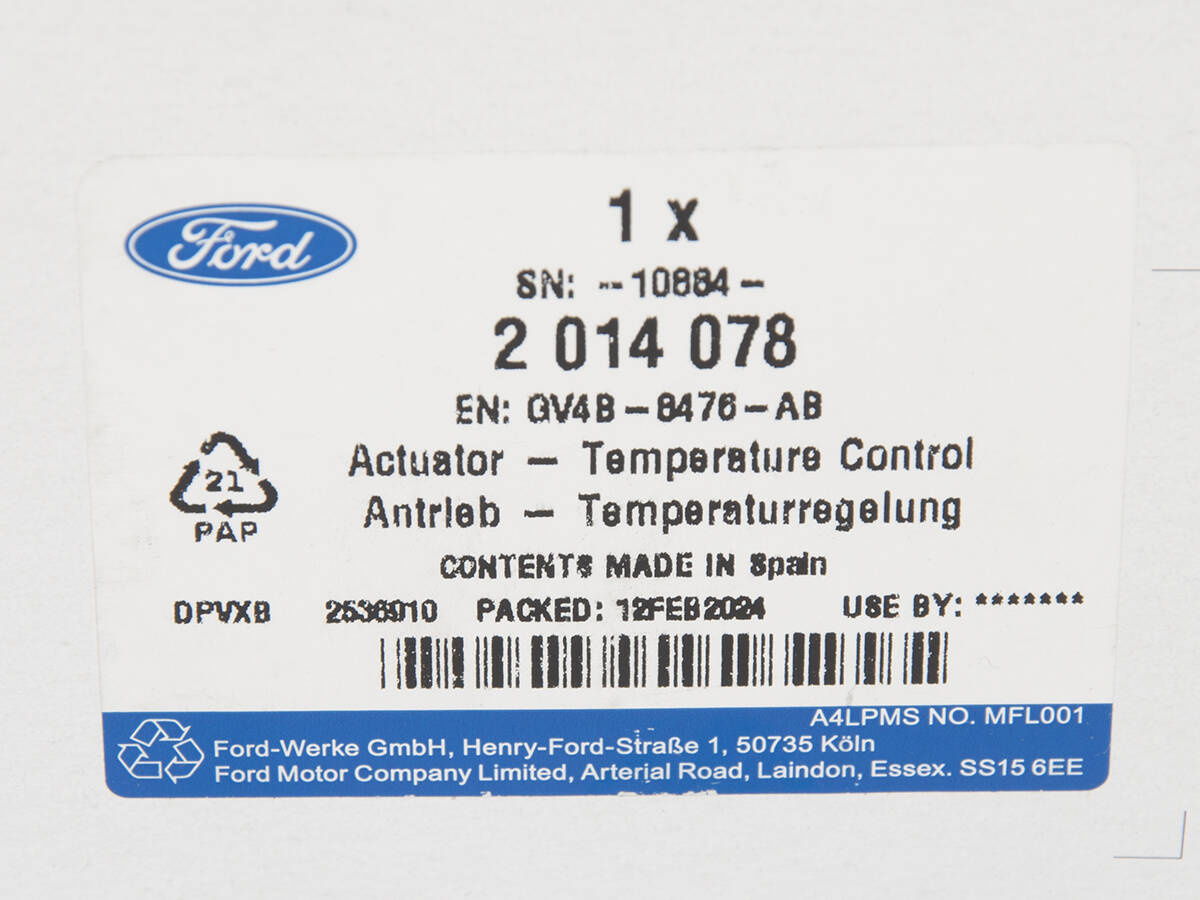 Ford
1 x
SN: --10884-
2 014 078
EN: GV4B-8476-AB
Actuator - Temperature Control
Antrieb - Temperaturregelung
21
PAP
CONTENTS MADE IN Spain
DPVXB 2536910 PACKED: 12FEB2024 USE BY: *******
A4LPMS NO. MFL001
Ford-Werke GmbH, Henry-Ford-Straße 1, 50735 Köln
Ford Motor Company Limited, Arterial Road, Laindon, Essex. SS15 6EE